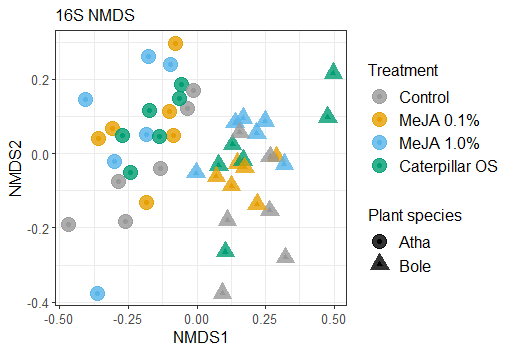 16S NMDS
NMDS2
0.2
0.0
-0.2
-0.4
-0.50
-0.25
0.00
0.25
0.50
NMDS1
Treatment
Control
MeJA 0.1%
MeJA 1.0%
Caterpillar OS
Plant species
Atha
Bole